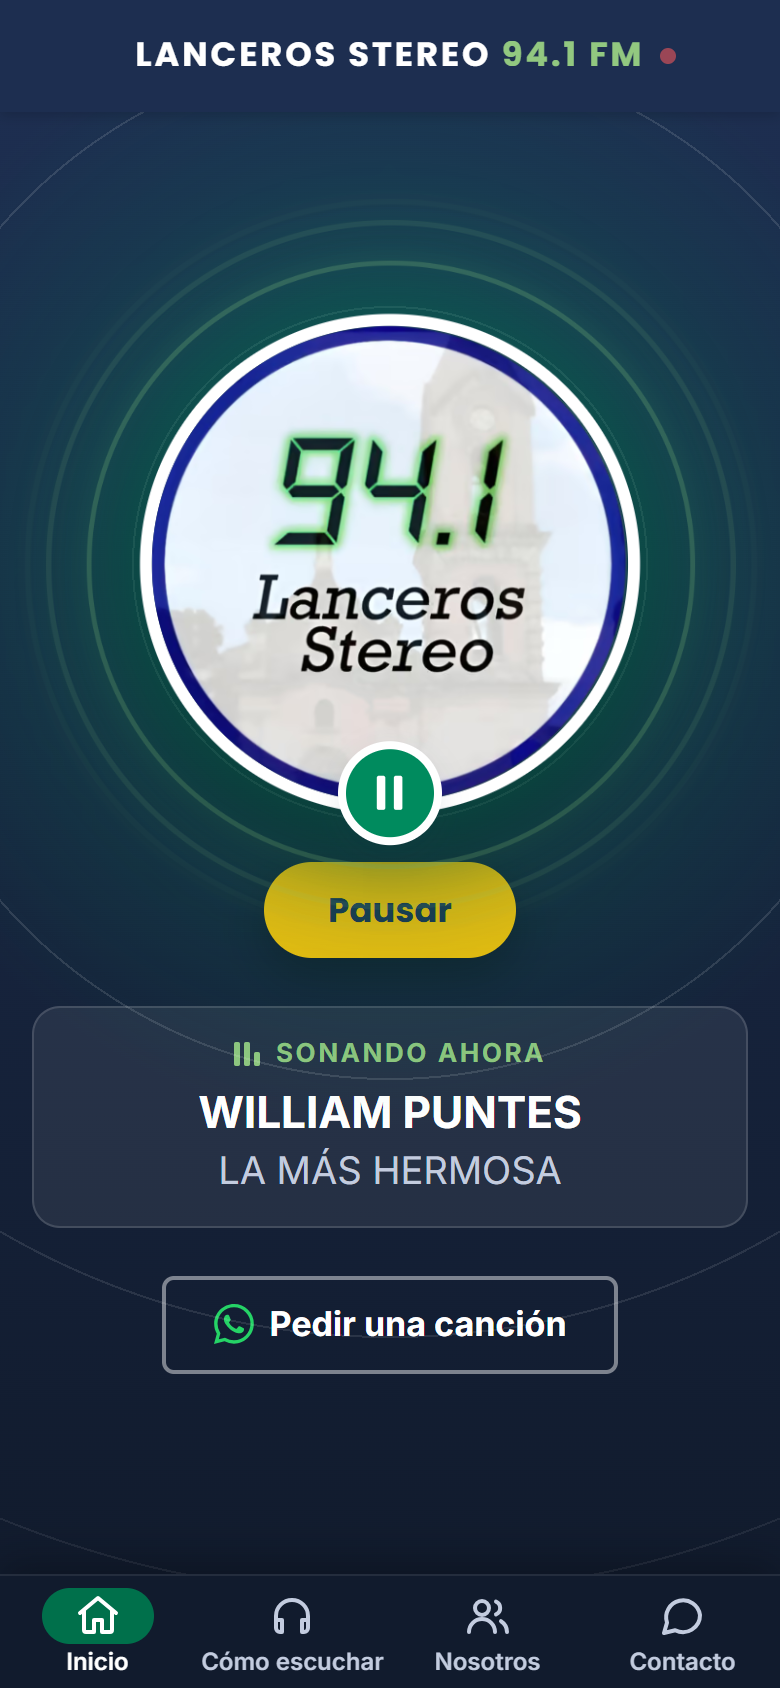 LANCEROS STEREO 94.1 FM
94.1
Lanceros
Stereo
Pausar
SONANDO AHORA
WILLIAM PUNTES
LA MÁS HERMOSA
Pedir una canción
Inicio
Cómo escuchar
Nosotros
Contacto